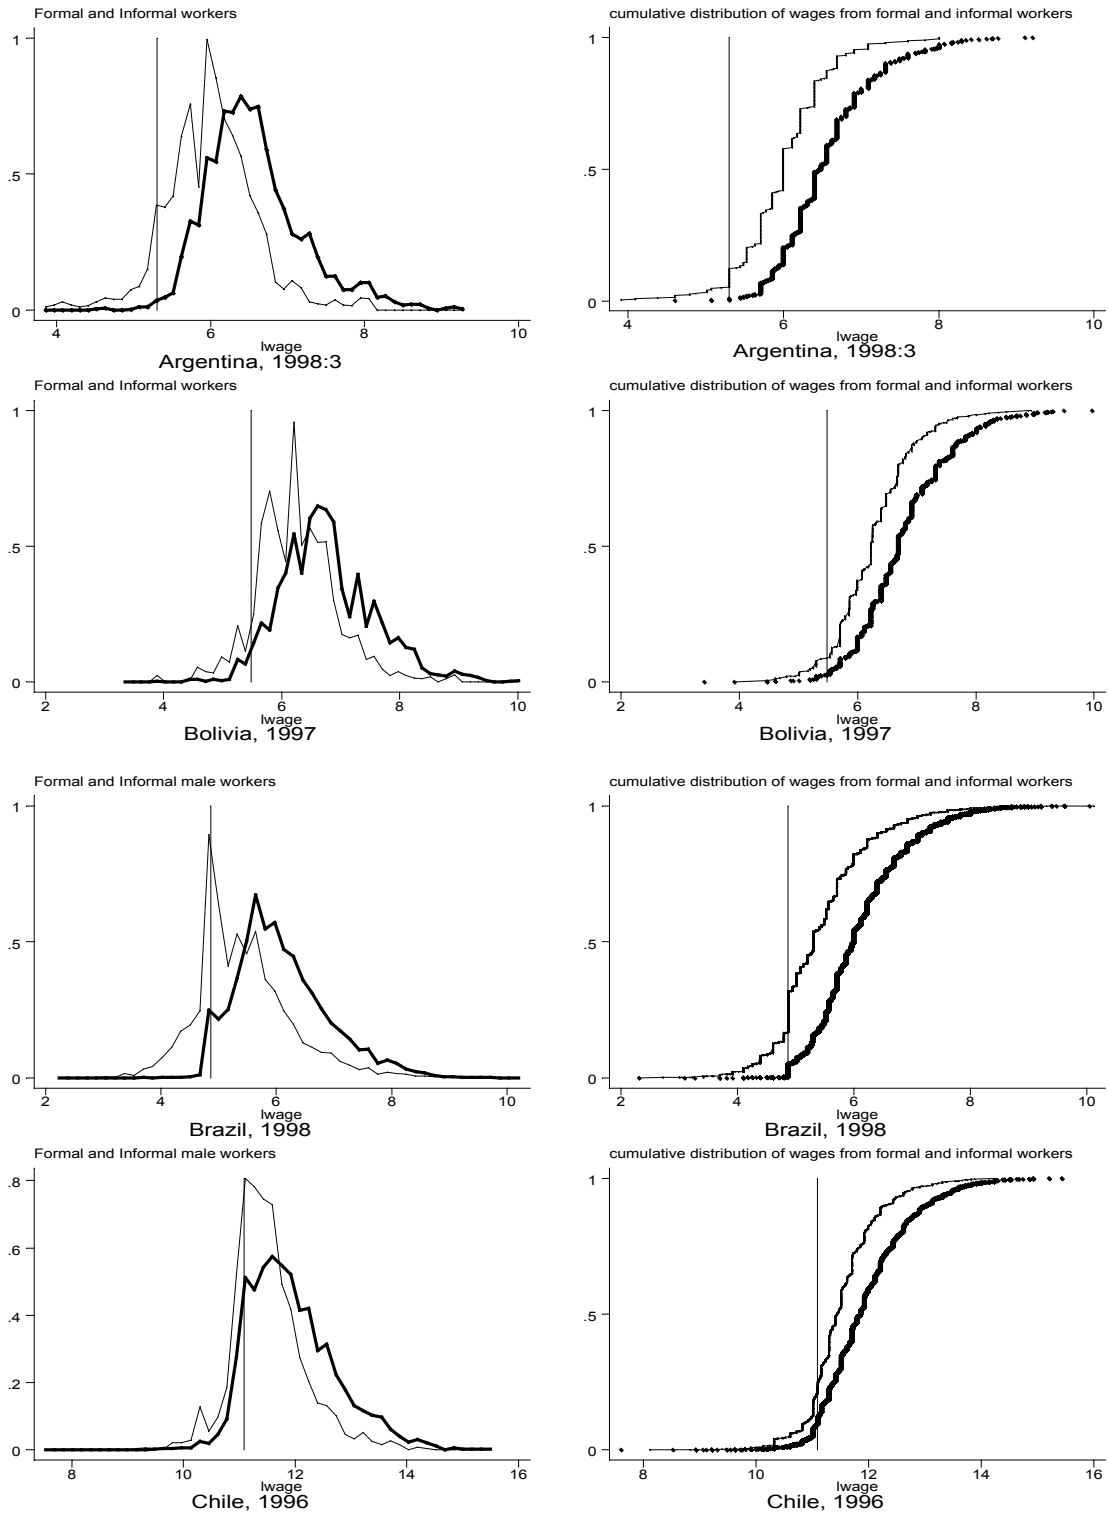 Formal and Informal workers
1
.5
0
4 6 8 10
lwage
Argentina, 1998:3
cumulative distribution of wages from formal and informal workers
1
.5
0
4 6 8 10
lwage
Argentina, 1998:3
Formal and Informal workers
1
.5
0
2 4 6 8 10
lwage
Bolivia, 1997
cumulative distribution of wages from formal and informal workers
1
.5
0
2 4 6 8 10
lwage
Bolivia, 1997
Formal and Informal male workers
1
.5
0
2 4 6 8 10
lwage
Brazil, 1998
cumulative distribution of wages from formal and informal workers
1
.5
0
2 4 6 8 10
lwage
Brazil, 1998
Formal and Informal male workers
.8
.6
.4
.2
0
8 10 12 14 16
lwage
Chile, 1996
cumulative distribution of wages from formal and informal workers
1
.5
0
8 10 12 14 16
lwage
Chile, 1996